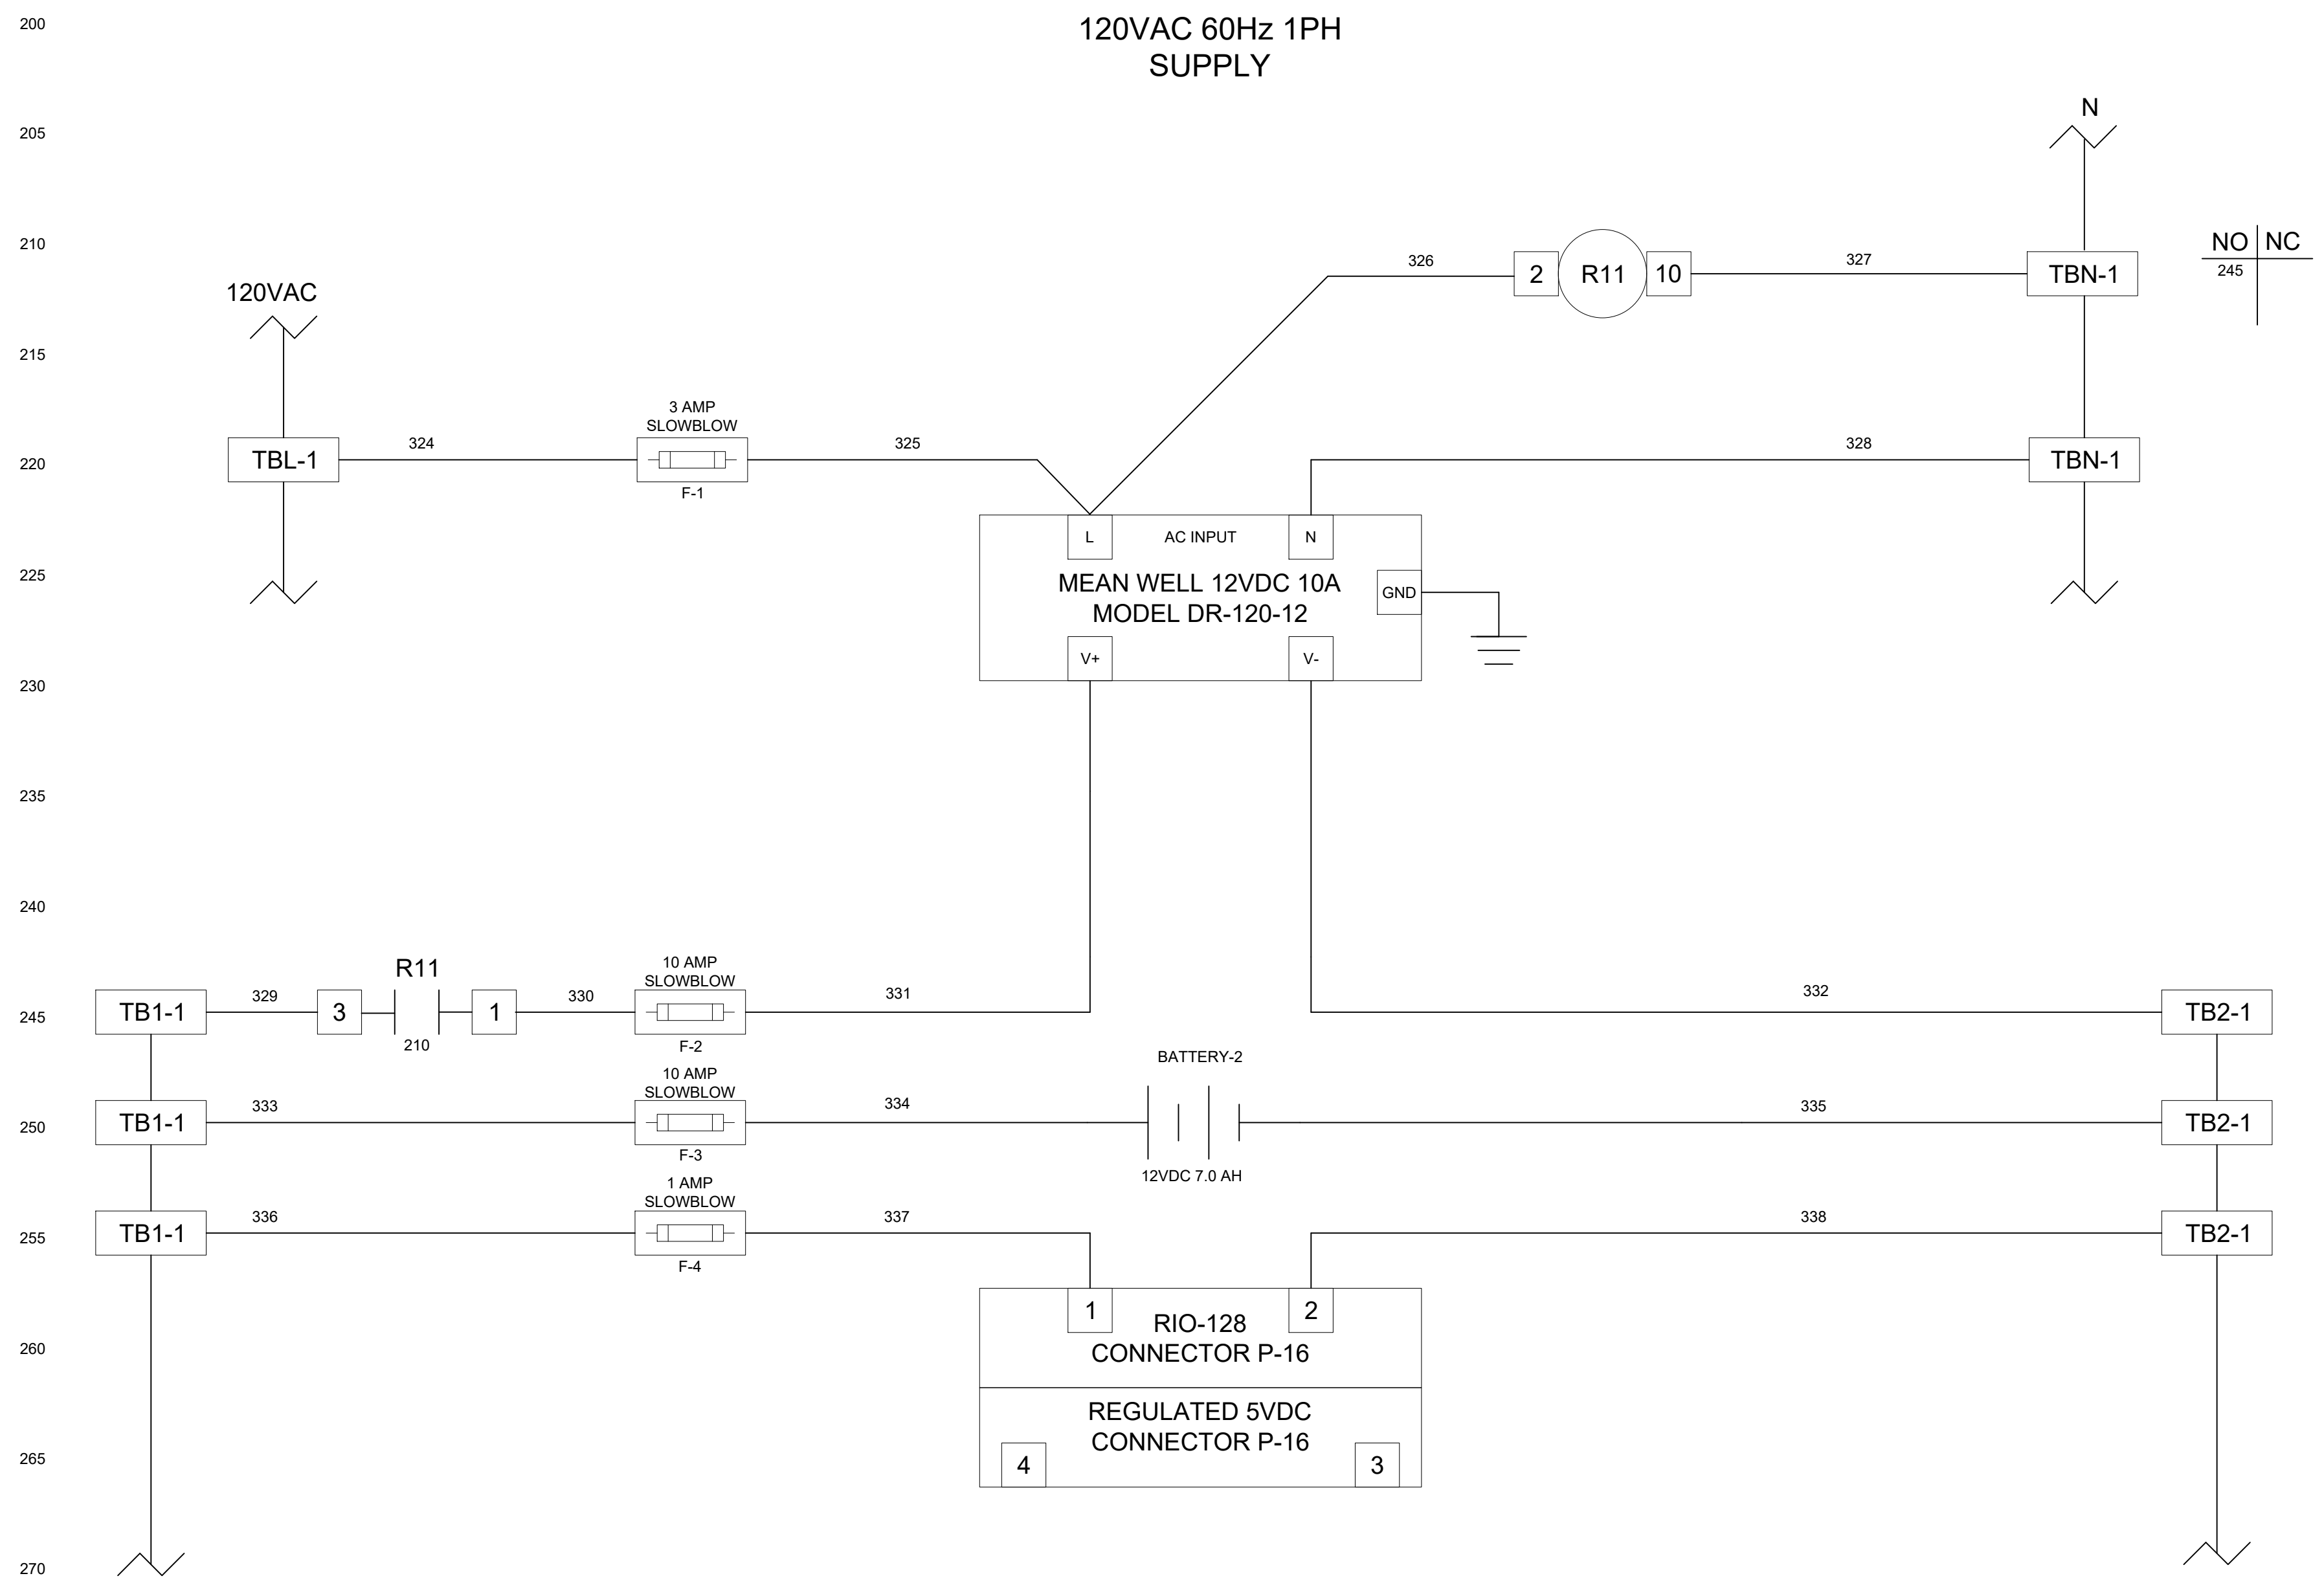 200
120VAC 60Hz 1PH
SUPPLY
N
205
210
NO NC
245
326
2 R11 10
327
TBN-1
120VAC
215
3 AMP
SLOWBLOW
TBL-1
324
325
328
TBN-1
220
F-1
L AC INPUT N
225
MEAN WELL 12VDC 10A
MODEL DR-120-12
GND
V+ V-
230
235
240
R11
10 AMP
SLOWBLOW
TB1-1
329
3
1
330
331
332
TB2-1
245
210
F-2
BATTERY-2
10 AMP
SLOWBLOW
TB1-1
333
334
335
TB2-1
250
F-3
12VDC 7.0 AH
1 AMP
SLOWBLOW
TB1-1
336
337
338
TB2-1
255
F-4
1 2
RIO-128
CONNECTOR P-16
260
REGULATED 5VDC
CONNECTOR P-16
265
4 3
270